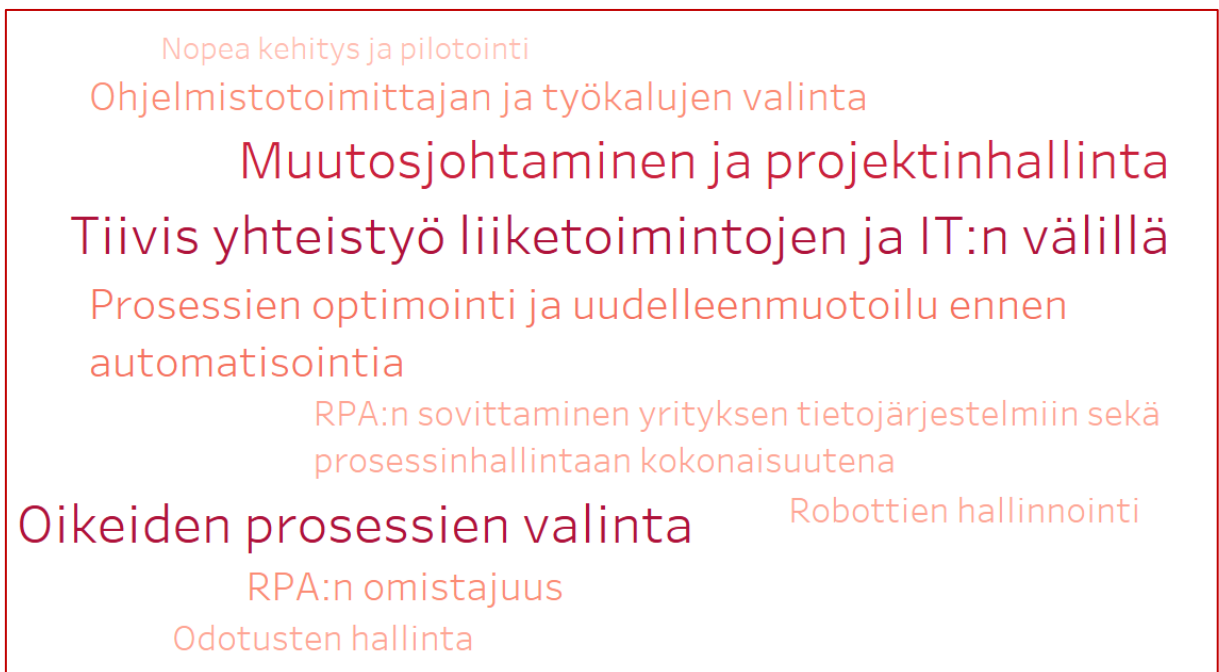 Nopea kehitys ja pilotointi
Ohjelmistotoimittajan ja työkalujen valinta
Muutosjohtaminen ja projektinhallinta
Tiivis yhteistyö liiketoimintojen ja IT:n välillä
Prosessien optimointi ja uudelleenmuotoilu ennen
automatisointia
RPA:n sovittaminen yrityksen tietojärjestelmiin sekä
prosessinhallintaan kokonaisuutena
Oikeiden prosessien valinta
Robottien hallinnointi
RPA:n omistajuus
Odotusten hallinta